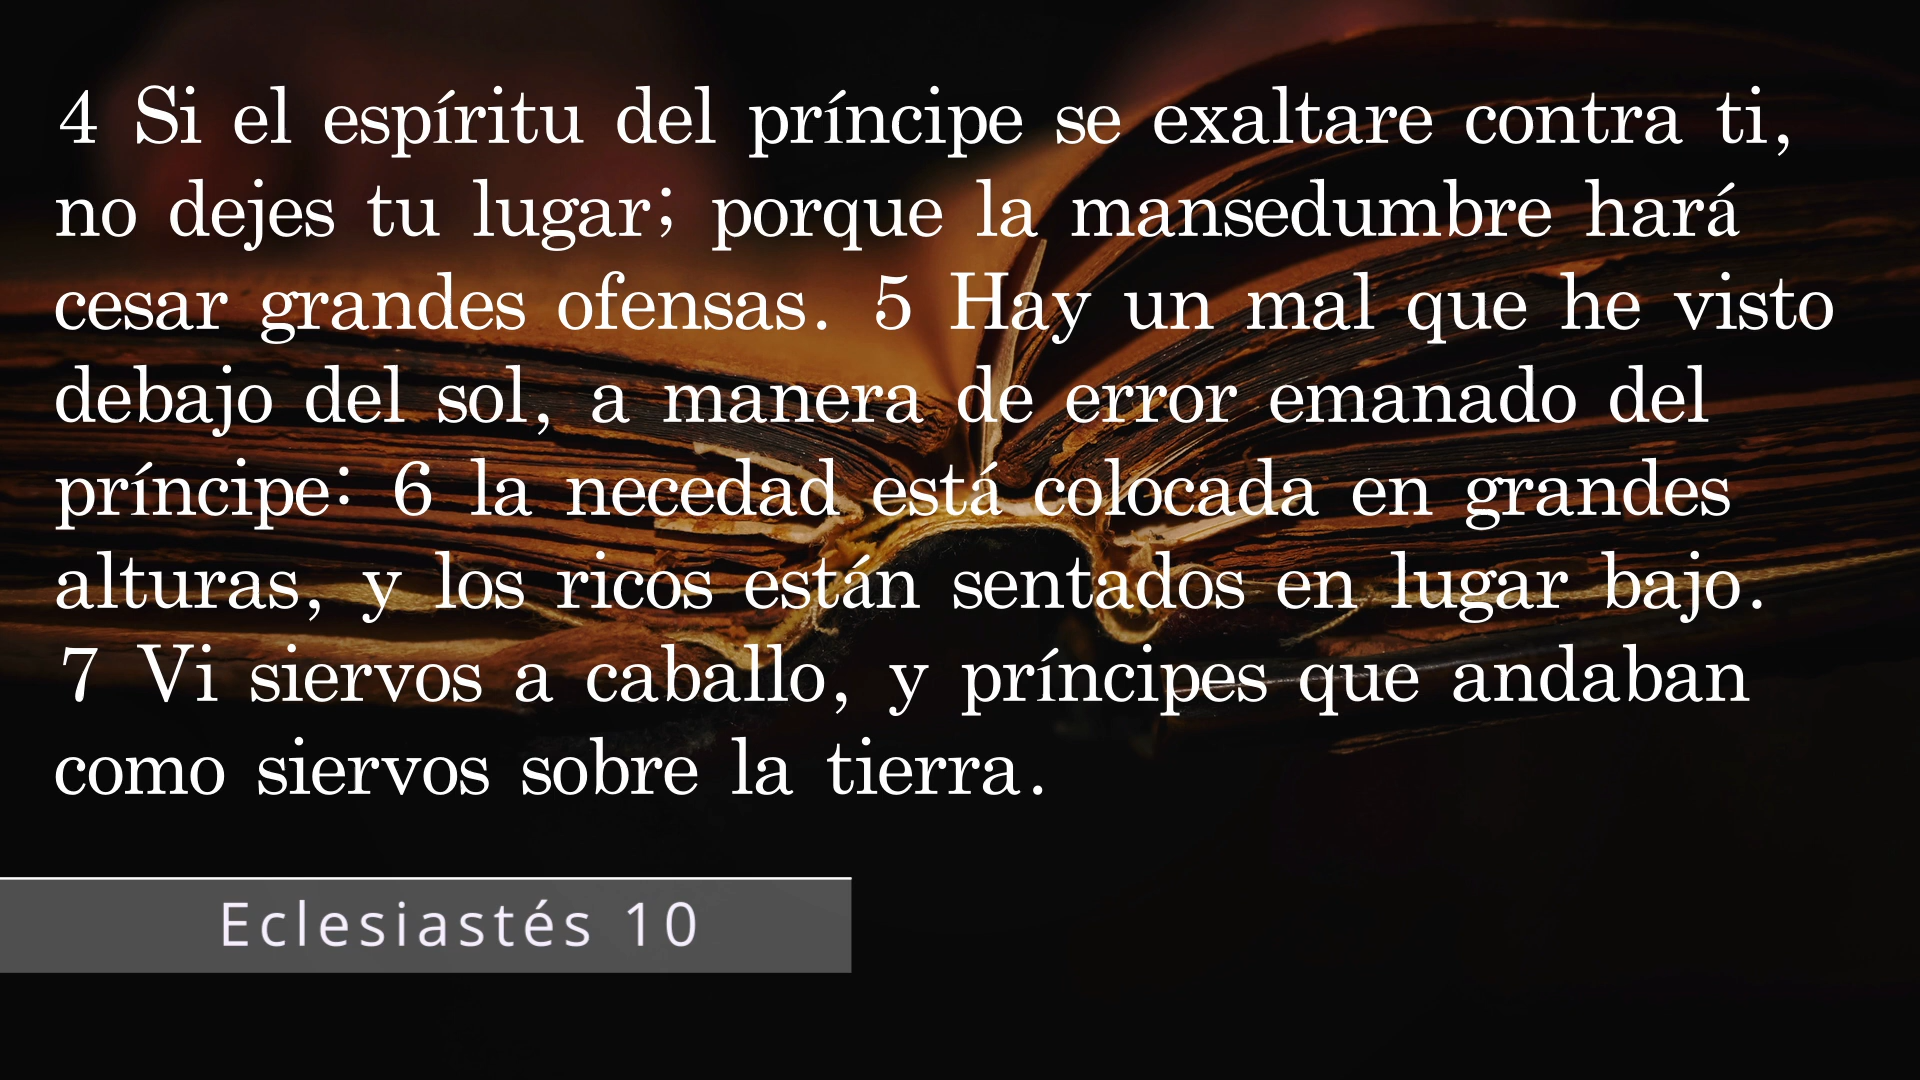 4 Si el espíritu del príncipe se exaltare contra ti,
no dejes tu lugar; porque la mansedumbre hará
cesar grandes ofensas. 5 Hay un mal que he visto
debajo del sol, a manera de error emanado del
príncipe: 6 la necedad está colocada en grandes
alturas, y los ricos están sentados en lugar bajo.
7 Vi siervos a caballo, y príncipes que andaban
como siervos sobre la tierra.
Eclesiastés 10